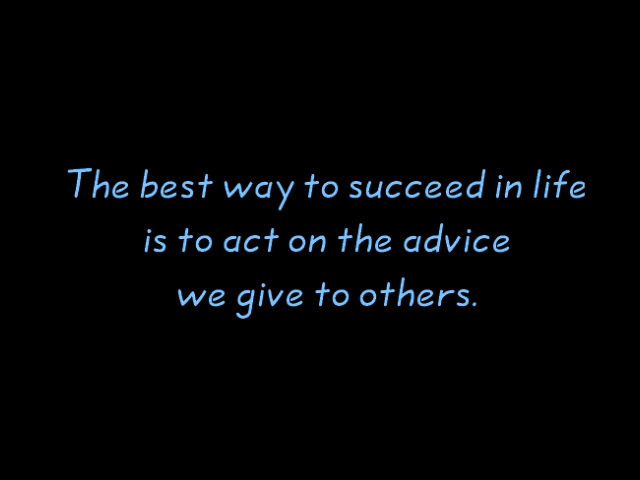 The best way to succeed in life
is to act on the advice
we give to others.